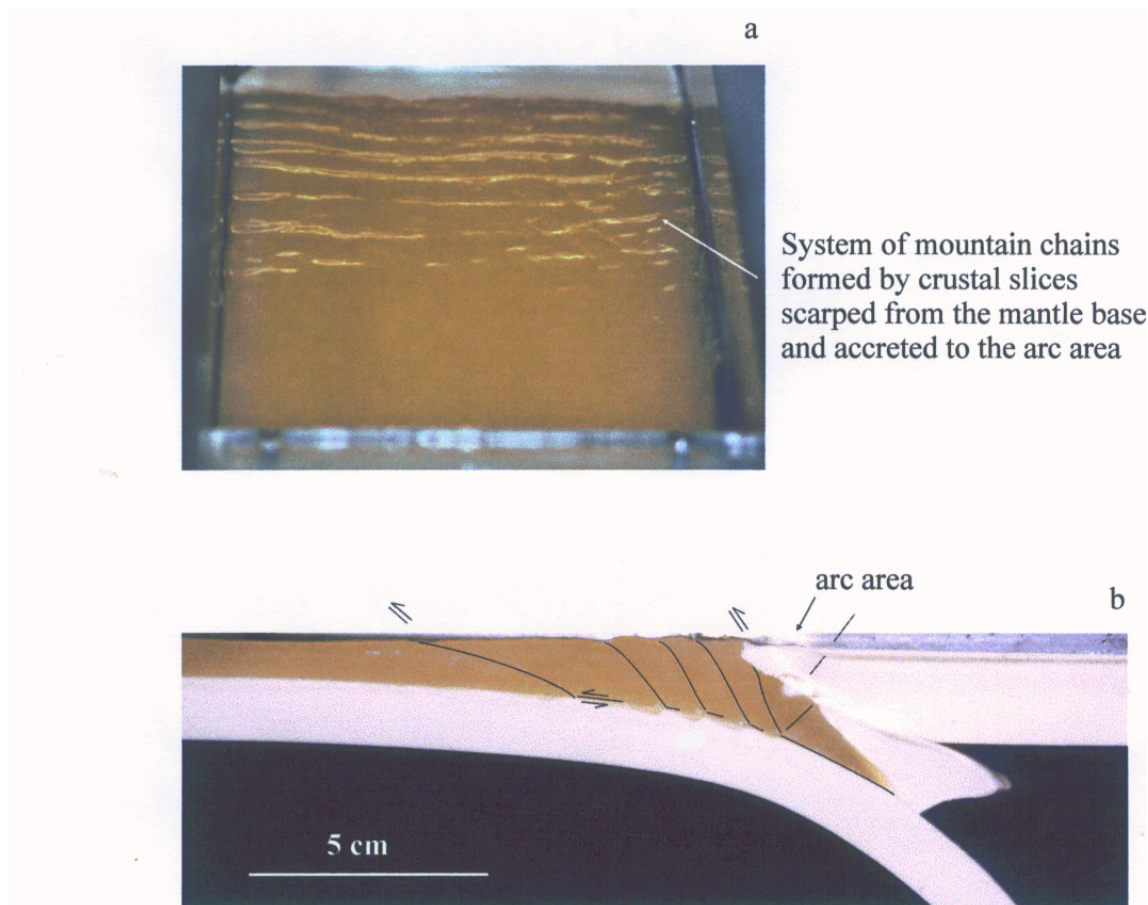 a
System of mountain chains
formed by crustal slices
scarped from the mantle base
and accreted to the arc area
arc area
b
5 cm